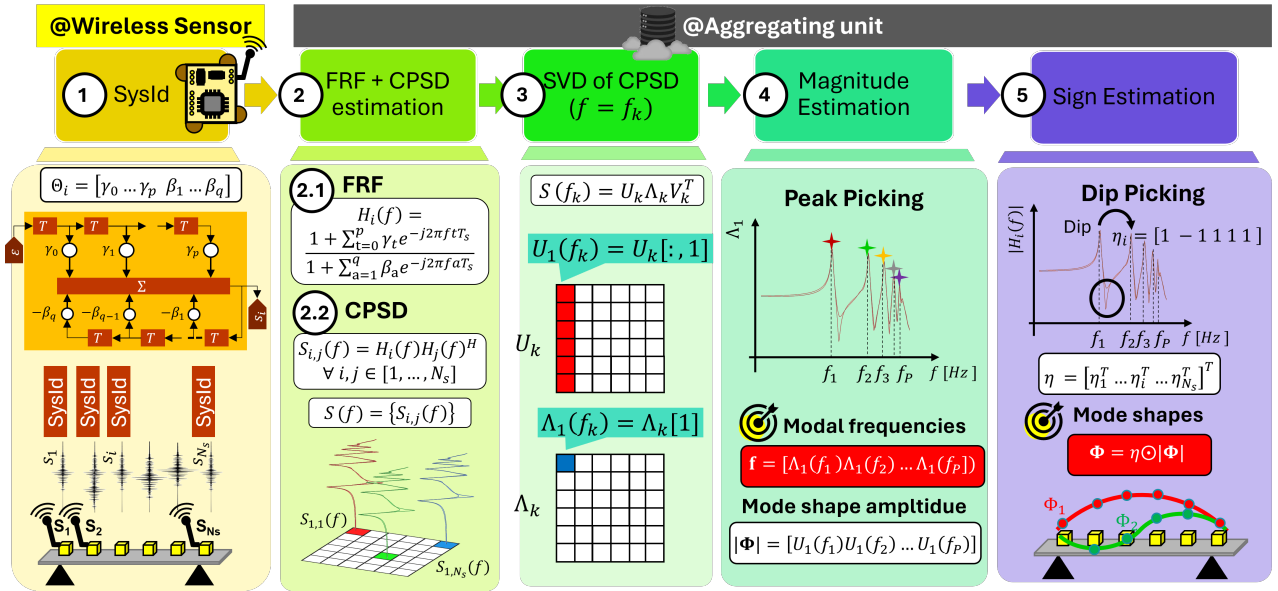 @Wireless Sensor
@Aggregating unit
1
SysId
2
FRF + CPSD
estimation
3
SVD of CPSD
(f = f_k)
4
Magnitude
Estimation
5
Sign Estimation
Θ_i = [γ_0 … γ_p β_1 … β_q]
T
T
T
ε
γ_0
γ_1
γ_p
Σ
s_i
−β_q
−β_{q−1}
−β_1
T
T
T
SysId
SysId
SysId
SysId
s_1
s_i
s_{N_s}
S_1
S_2
S_{Ns}
2.1
FRF
H_i(f) =
1 + ∑_{t=0}^{p} γ_t e^{−j2πftT_s}
1 + ∑_{a=1}^{q} β_a e^{−j2πfaT_s}
2.2
CPSD
S_{i,j}(f) = H_i(f)H_j(f)^H
∀ i,j ∈ [1, …, N_s]
S(f) = {S_{i,j}(f)}
S_{1,1}(f)
S_{1,N_s}(f)
S(f_k) = U_kΛ_kV_k^T
U_1(f_k) = U_k[:, 1]
U_k
Λ_1(f_k) = Λ_k[1]
Λ_k
Peak Picking
Λ_1
f_1
f_2
f_3
f_P
f [Hz]
Modal frequencies
f = [Λ_1(f_1)Λ_1(f_2) … Λ_1(f_P])
Mode shape ampltidue
|Φ| = [U_1(f_1)U_1(f_2) … U_1(f_P)]
Dip Picking
|H_i(f)|
Dip
η_i = [1 − 1 1 1 1]
f_1
f_2
f_3
f_P
f [Hz]
η = [η_1^T … η_i^T … η_{N_s}^T]^T
Mode shapes
Φ = η⊙|Φ|
Φ_1
Φ_2